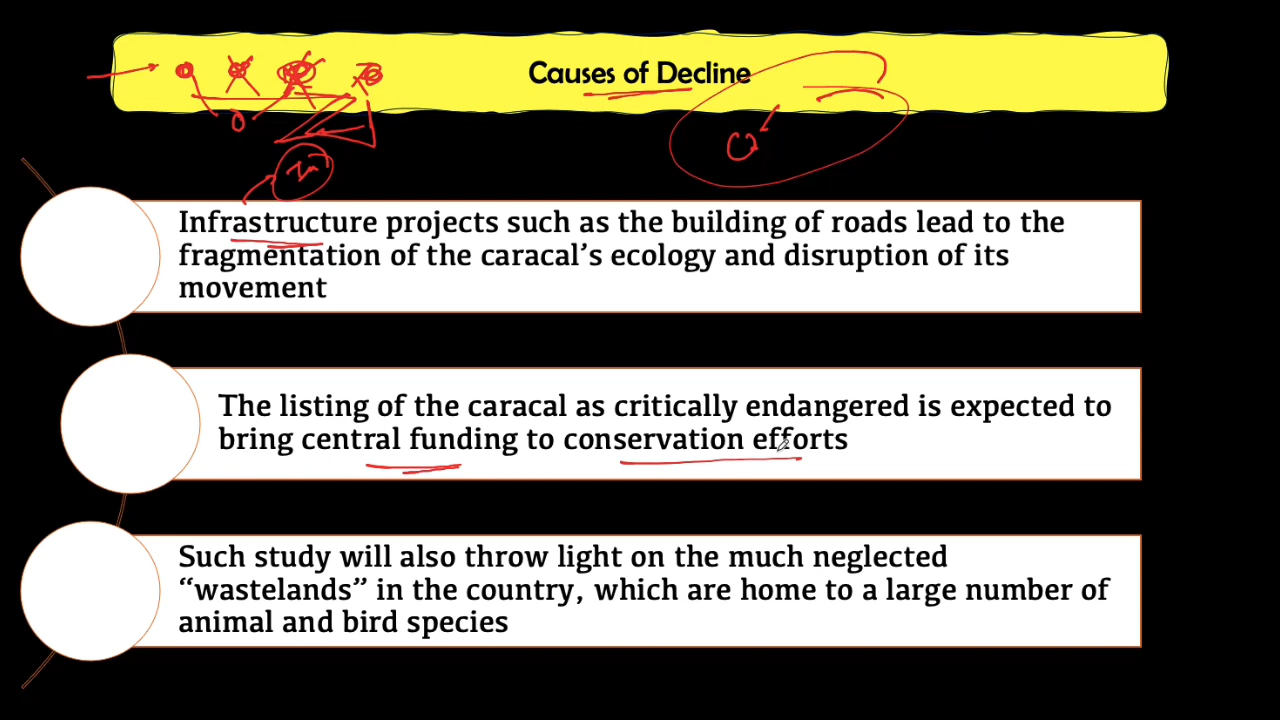 Causes of Decline
Infrastructure projects such as the building of roads lead to the
fragmentation of the caracal’s ecology and disruption of its
movement
The listing of the caracal as critically endangered is expected to
bring central funding to conservation efforts
Such study will also throw light on the much neglected
“wastelands” in the country, which are home to a large number of
animal and bird species